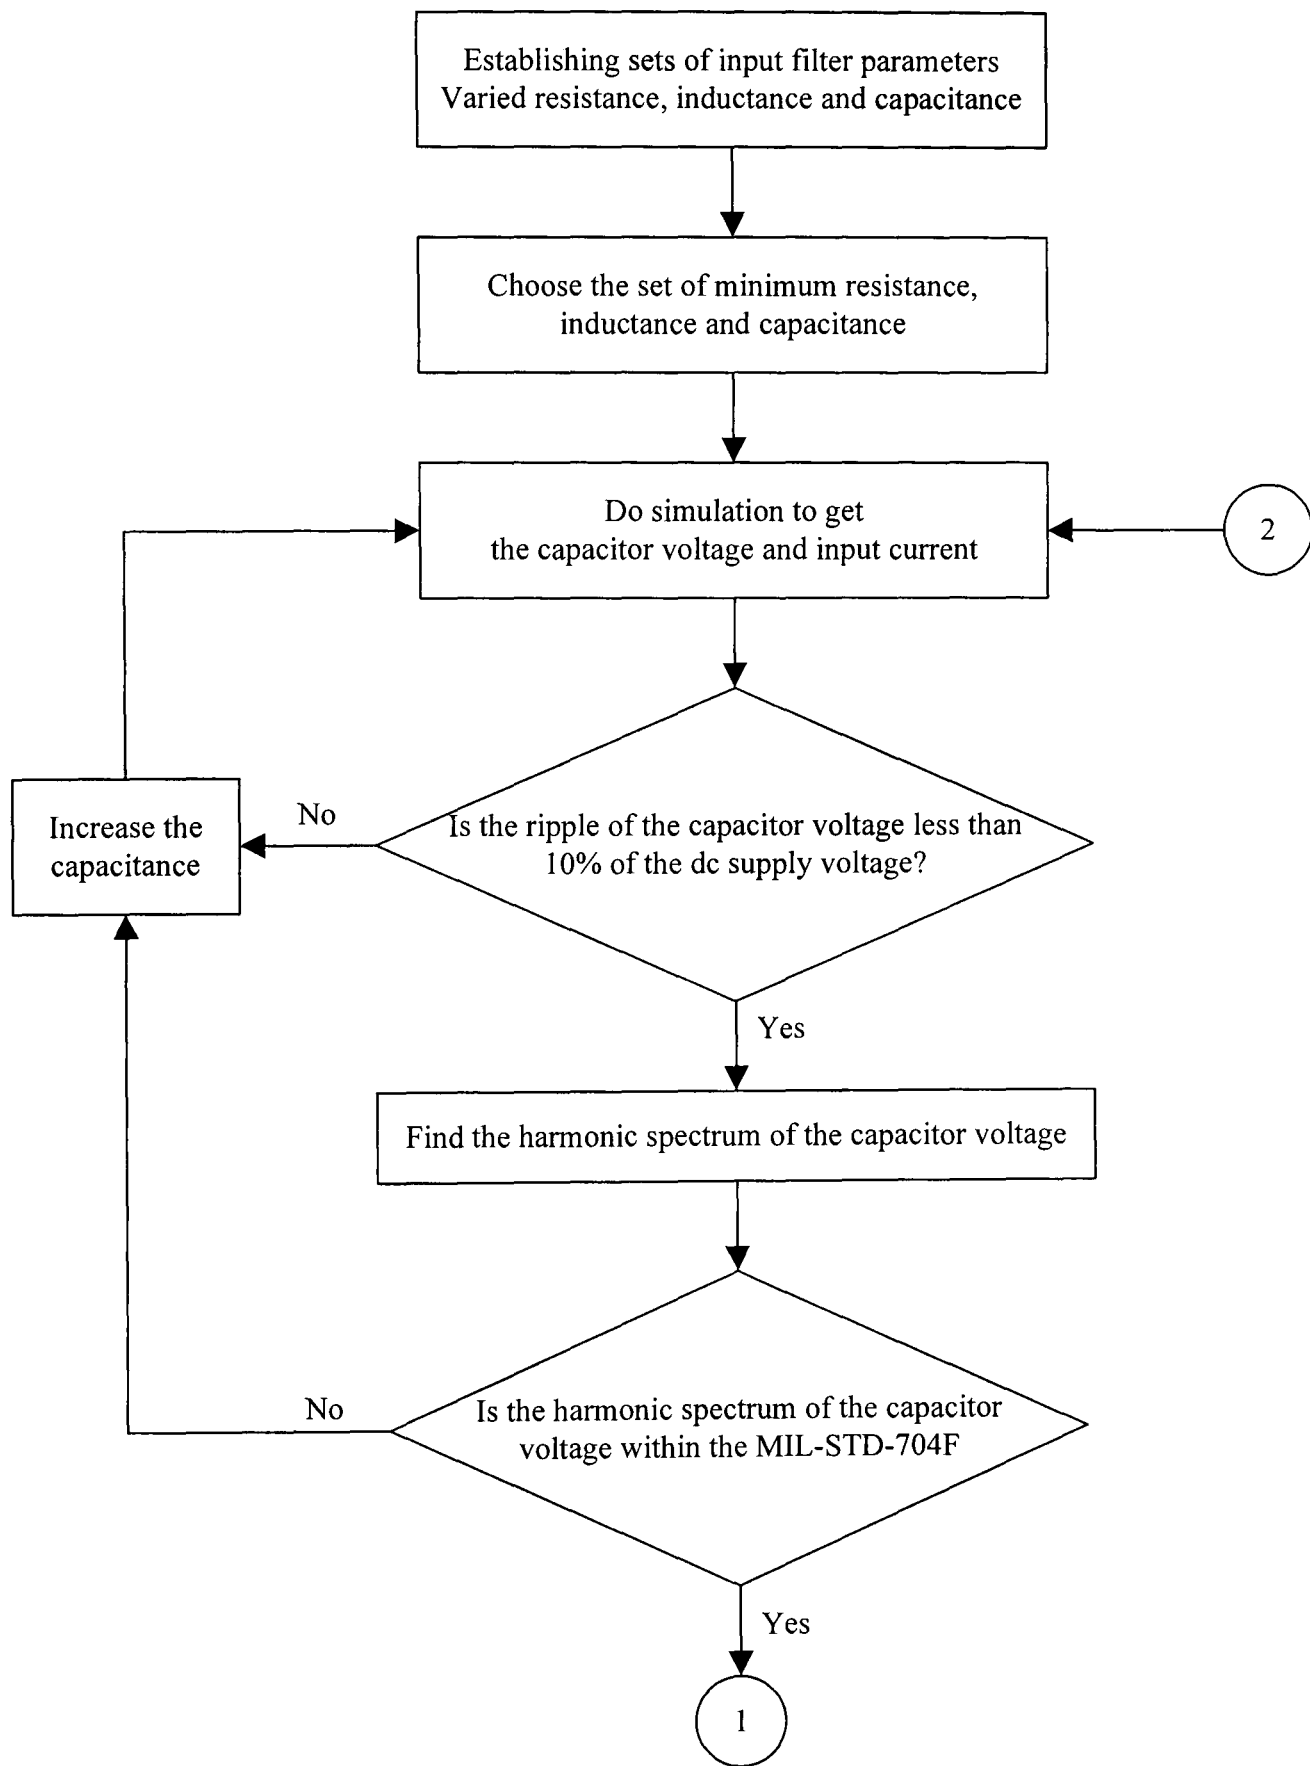 Establishing sets of input filter parameters
Varied resistance, inductance and capacitance
Choose the set of minimum resistance,
inductance and capacitance
Do simulation to get
the capacitor voltage and input current
2
Increase the
capacitance
No
Is the ripple of the capacitor voltage less than
10% of the dc supply voltage?
Yes
Find the harmonic spectrum of the capacitor voltage
No
Is the harmonic spectrum of the capacitor
voltage within the MIL-STD-704F
Yes
1